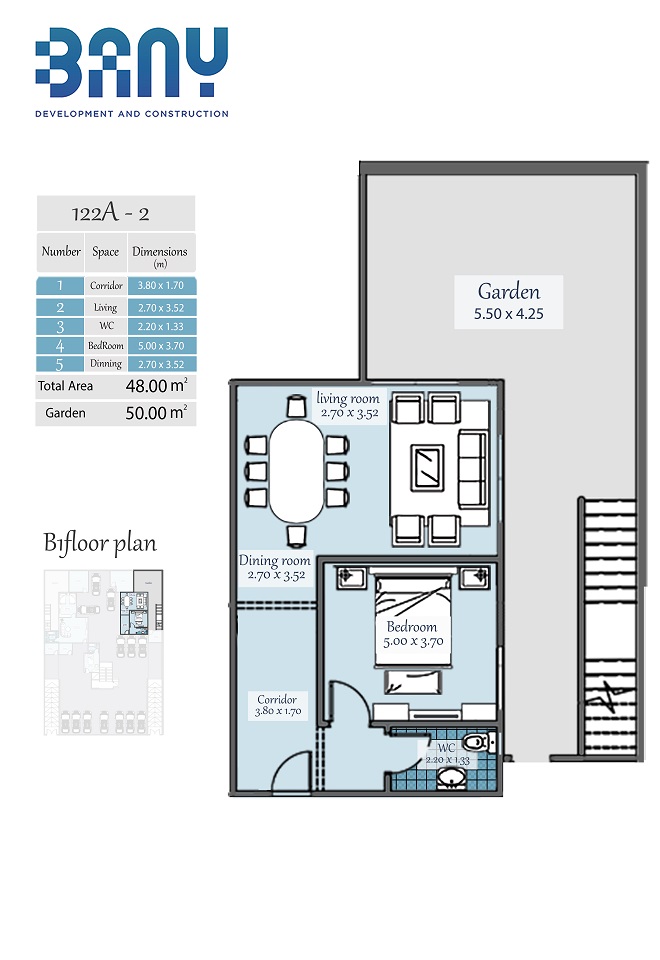 BANY
DEVELOPMENT AND CONSTRUCTION
122A - 2
Number Space Dimensions
(m)
1 Corridor 3.80 x 1.70
2 Living 2.70 x 3.52
3 WC 2.20 x 1.33
4 BedRoom 5.00 x 3.70
5 Dinning 2.70 x 3.52
Total Area 48.00 m²
Garden 50.00 m²
Garden
5.50 x 4.25
living room
2.70 x 3.52
Dining room
2.70 x 3.52
B1floor plan
Bedroom
5.00 x 3.70
Corridor
3.80 x 1.70
WC
2.20 x 1.33